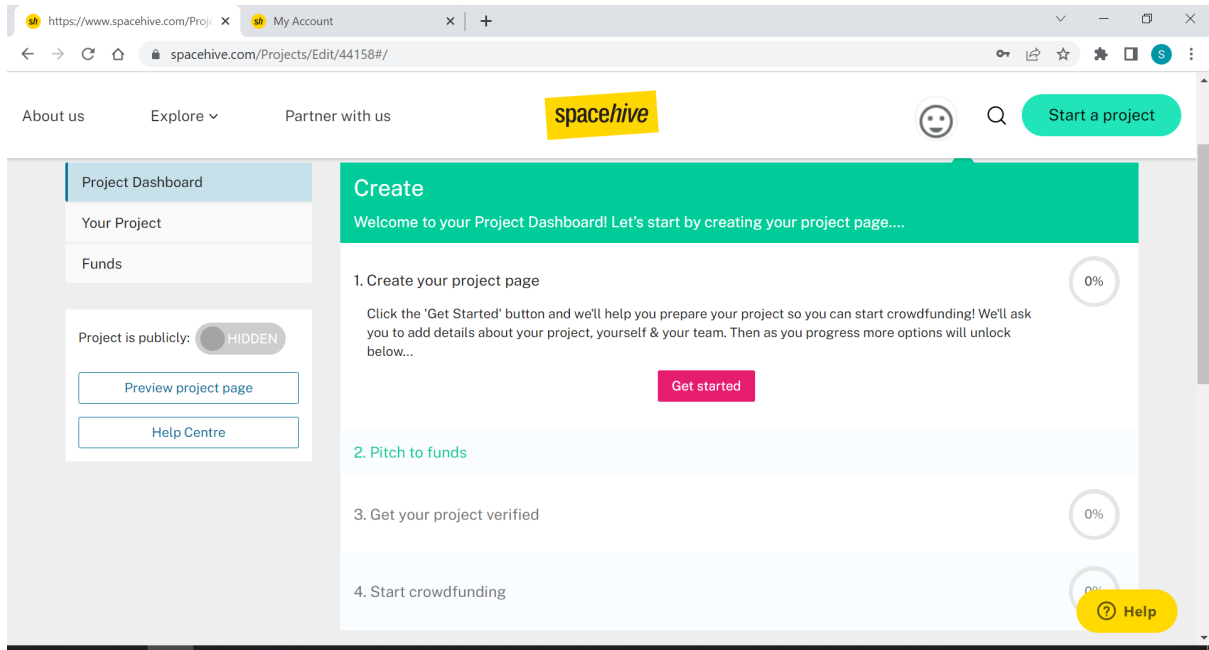 sh https://www.spacehive.com/Proje
sh My Account
spacehive.com/Projects/Edit/44158#/
S
About us
Explore
Partner with us
spacehive
Start a project
Project Dashboard
Your Project
Funds
Project is publicly: HIDDEN
Preview project page
Help Centre
Create
Welcome to your Project Dashboard! Let's start by creating your project page....
1. Create your project page
0%
Click the 'Get Started' button and we'll help you prepare your project so you can start crowdfunding! We'll ask
you to add details about your project, yourself & your team. Then as you progress more options will unlock
below...
Get started
2. Pitch to funds
3. Get your project verified
0%
4. Start crowdfunding
0%
? Help